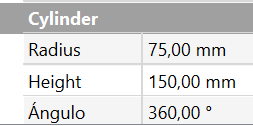 Cylinder
Radius 75,00 mm
Height 150,00 mm
Ángulo 360,00 °